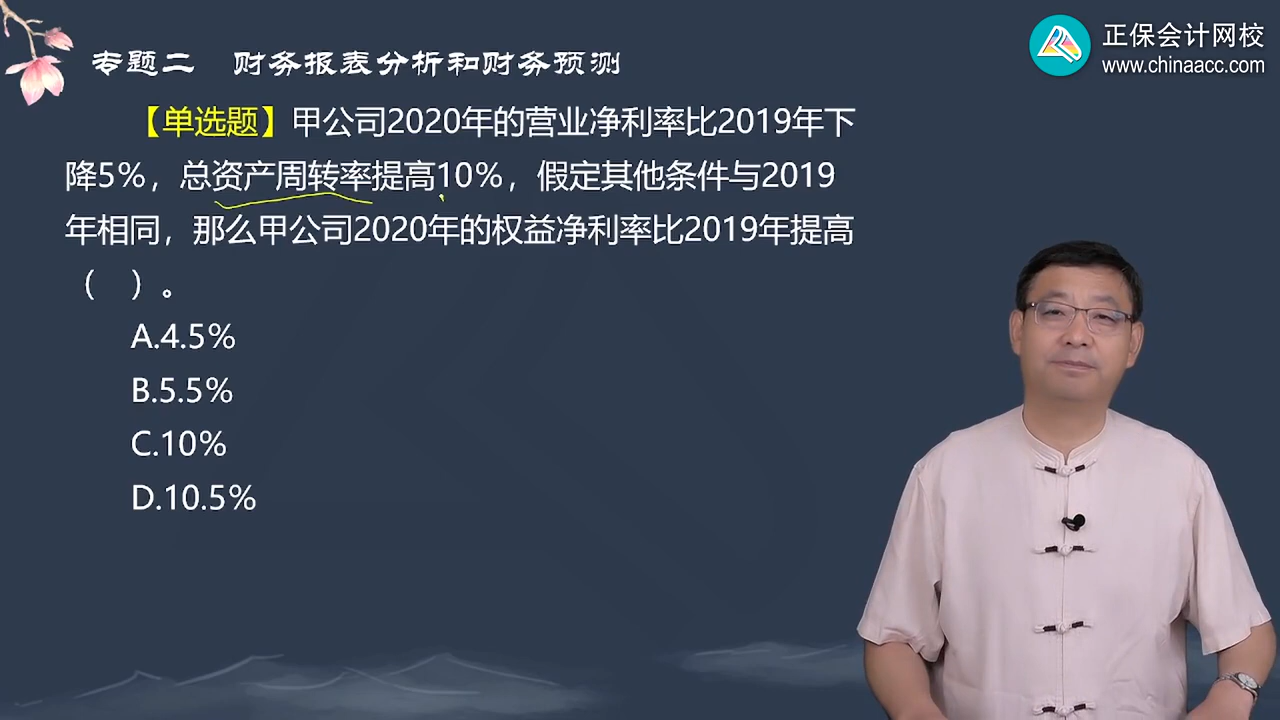 正保会计网校
www.chinaacc.com
专题二 财务报表分析和财务预测
【单选题】甲公司2020年的营业净利率比2019年下
降5%，总资产周转率提高10%，假定其他条件与2019
年相同，那么甲公司2020年的权益净利率比2019年提高
（ ）。
A.4.5%
B.5.5%
C.10%
D.10.5%